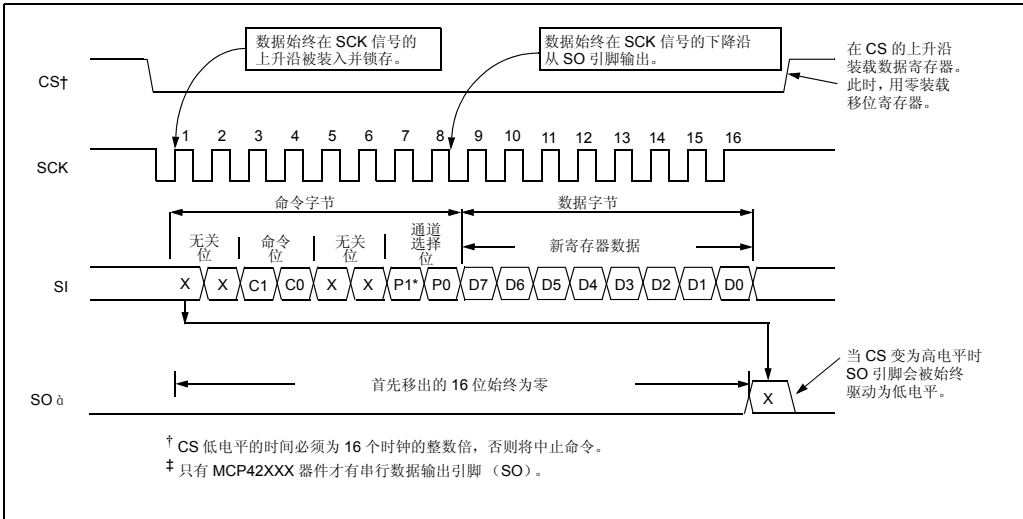 数据始终在 SCK 信号的
上升沿被装入并锁存。
数据始终在 SCK 信号的下降沿
从 SO 引脚输出。
在 CS 的上升沿
装载数据寄存器。
此时，用零装载
移位寄存器。
CS†
1 2 3 4 5 6 7 8 9 10 11 12 13 14 15 16
SCK
命令字节 数据字节
无关
位
命令
位
无关
位
通道
选择
位
新寄存器数据
SI X X C1 C0 X X P1* P0 D7 D6 D5 D4 D3 D2 D1 D0
首先移出的 16 位始终为零
SO à
X
当 CS 变为高电平时
SO 引脚会被始终
驱动为低电平。
† CS 低电平的时间必须为 16 个时钟的整数倍，否则将中止命令。
‡ 只有 MCP42XXX 器件才有串行数据输出引脚 （SO）。